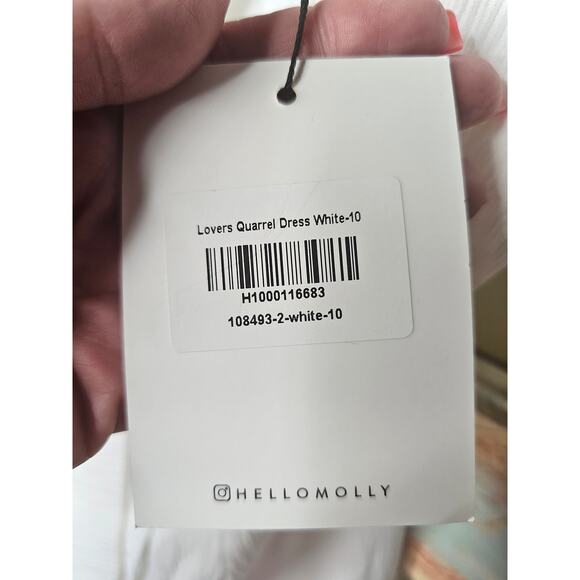 Lovers Quarrel Dress White-10
H1000116683
108493-2-white-10
HELLOMOLLY